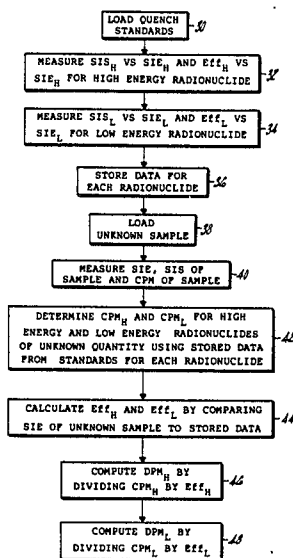 LOAD QUENCH
STANDARDS
30
MEASURE SIS_H VS SIE_H AND Eff_H VS
SIE_H FOR HIGH ENERGY RADIONUCLIDE
32
MEASURE SIS_L VS SIE_L AND Eff_L VS
SIE_L FOR LOW ENERGY RADIONUCLIDE
34
STORE DATA FOR
EACH RADIONUCLIDE
36
LOAD
UNKNOWN SAMPLE
38
MEASURE SIE, SIS OF
SAMPLE AND CPM OF SAMPLE
40
DETERMINE CPM_H AND CPM_L FOR HIGH
ENERGY AND LOW ENERGY RADIONUCLIDES
OF UNKNOWN QUANTITY USING STORED DATA
FROM STANDARDS FOR EACH RADIONUCLIDE
42
CALCULATE Eff_H AND Eff_L BY COMPARING
SIE OF UNKNOWN SAMPLE TO STORED DATA
44
COMPUTE DPM_H BY
DIVIDING CPM_H BY Eff_H
46
COMPUTE DPM_L BY
DIVIDING CPM_L BY Eff_L
48